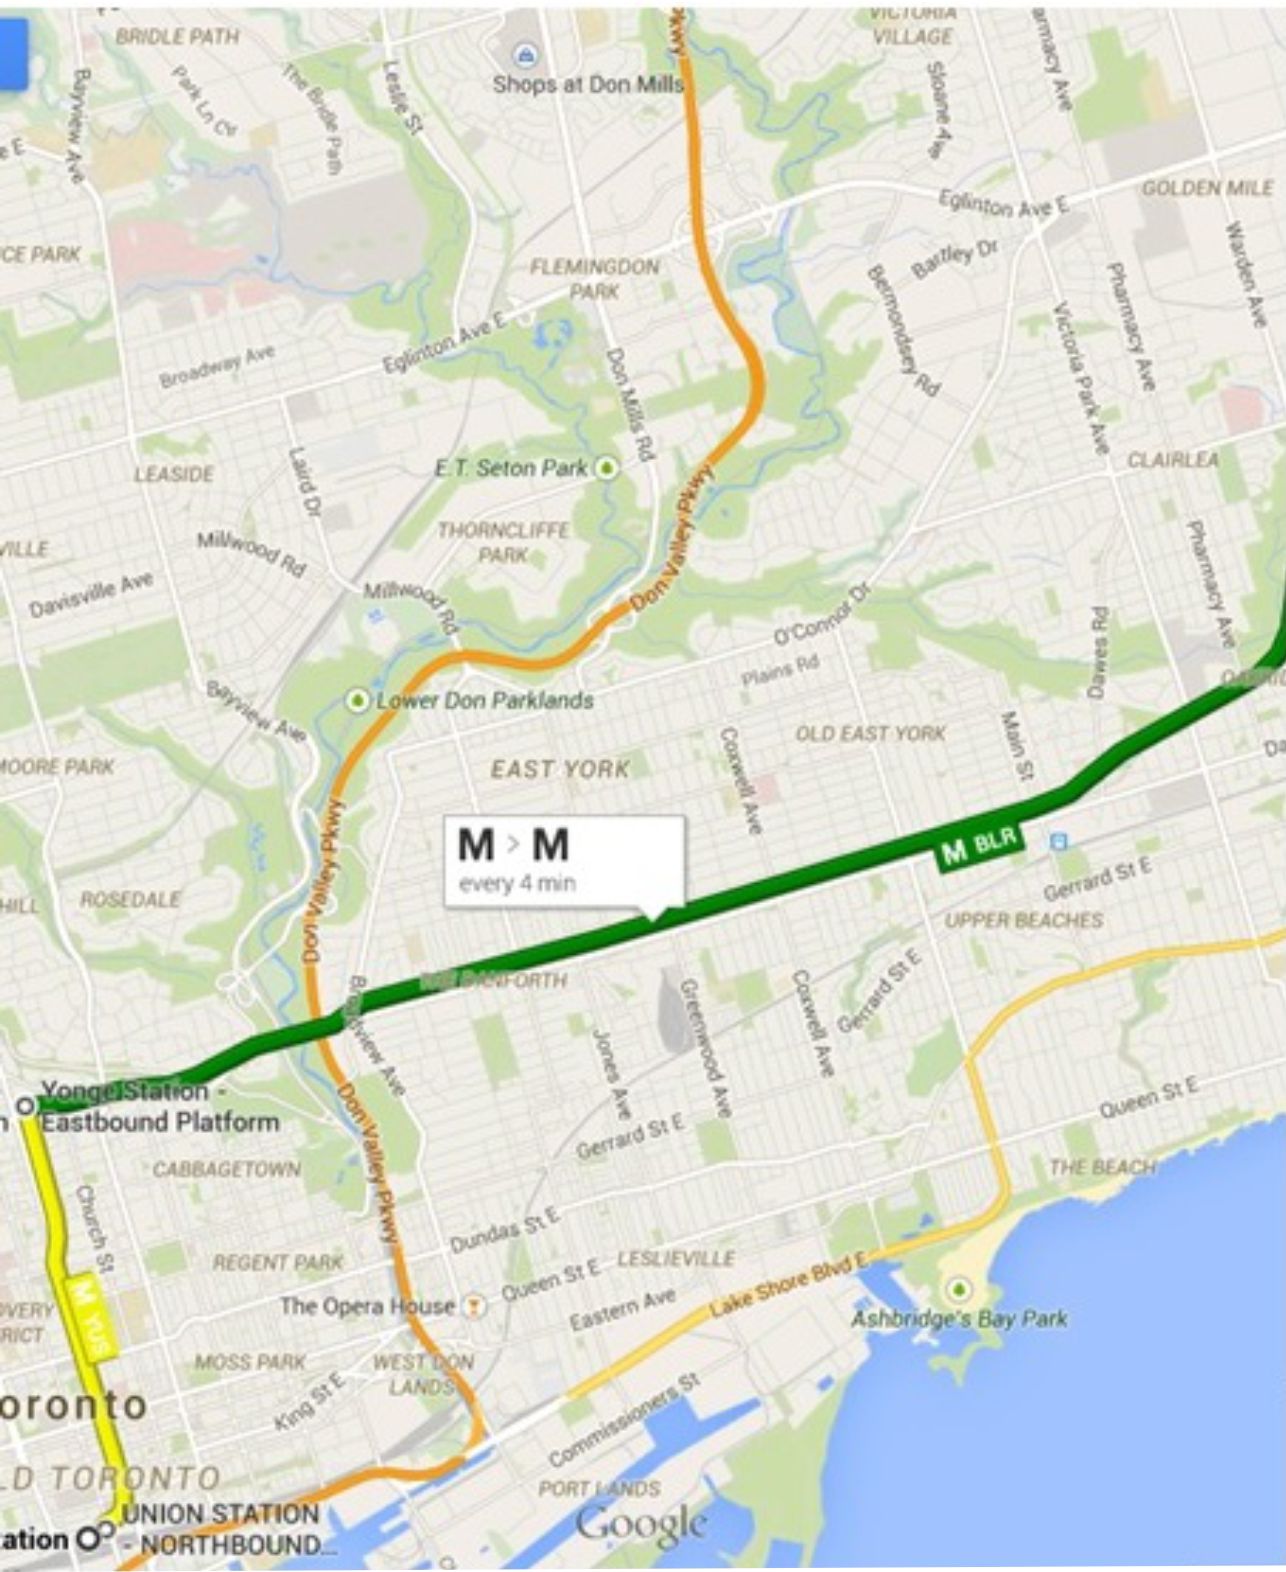 VICTORIA
VILLAGE
BRIDLE PATH
Shops at Don Mills
Bayview Ave
Park Ln Cir
The Bridle Path
Leslie St
Pkwy
Sloane Ave
armacy Ave
e E
GOLDEN MILE
Eglinton Ave E
Bartley Dr
CE PARK
FLEMINGDON
PARK
Bermondsey Rd
Pharmacy Ave
Warden Ave
Victoria Park Ave
Eglinton Ave E
Broadway Ave
Don Mills Rd
LEASIDE
Laird Dr
E.T. Seton Park
CLAIRLEA
Don Valley Pkwy
THORNCLIFFE
PARK
VILLE
Millwood Rd
Pharmacy Ave
Davisville Ave
Millwood Rd
O'Connor Dr
Plains Rd
Dawes Rd
Bayview Ave
Lower Don Parklands
OLD EAST YORK
Main St
Coxwell Ave
MOORE PARK
EAST YORK
Da
M > M
every 4 min
Don Valley Pkwy
M BLR
Gerrard St E
HILL
ROSEDALE
UPPER BEACHES
DANFORTH
Broadview Ave
Greenwood Ave
Coxwell Ave
Gerrard St E
Jones Ave
Yonge Station -
Eastbound Platform
n
Don Valley Pkwy
Gerrard St E
Queen St E
CABBAGETOWN
THE BEACH
Church St
Dundas St E
REGENT PARK
LESLIEVILLE
Queen St E
The Opera House
Eastern Ave
Lake Shore Blvd E
Ashbridge's Bay Park
OVERY
RICT
M YUS
MOSS PARK
WEST DON
LANDS
King St E
Commissioners St
oronto
LD TORONTO
PORT LANDS
UNION STATION
- NORTHBOUND...
ation
Google